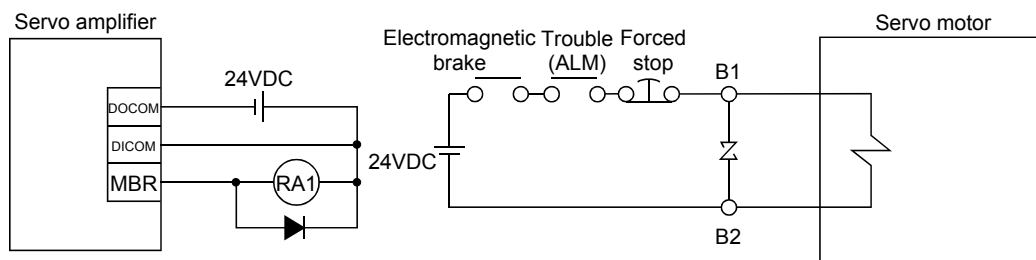 Servo amplifier
DOCOM
DICOM
MBR
24VDC
RA1
Electromagnetic
brake
Trouble
(ALM)
Forced
stop
24VDC
B1
B2
Servo motor